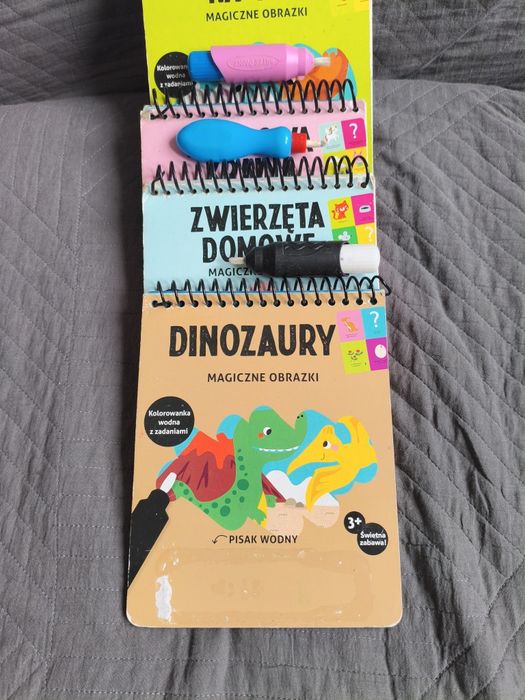 MAGICZNE OBRAZKI
Kolorowanka
wodna
z zadaniami
?
ZWIERZĘTA
DOMOWE
?
DINOZAURY
?
MAGICZNE OBRAZKI
Kolorowanka
wodna
z zadaniami
PISAK WODNY
3+
Świetna
zabawa!